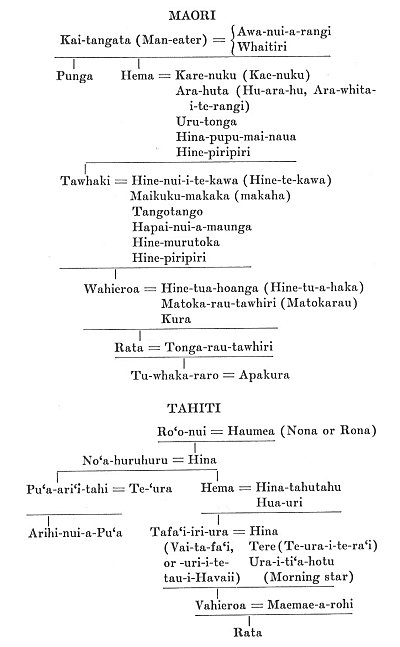 MAORI
Kai-tangata (Man-eater) = { Awa-nui-a-rangi
Whaitiri
Punga Hema = Kare-nuku (Kae-nuku)
Ara-huta (Hu-ara-hu, Ara-whita-
i-te-rangi)
Uru-tonga
Hina-pupu-mai-naua
Hine-piripiri
Tawhaki = Hine-nui-i-te-kawa (Hine-te-kawa)
Maikuku-makaka (makaha)
Tangotango
Hapai-nui-a-maunga
Hine-murutoka
Hine-piripiri
Wahieroa = Hine-tua-hoanga (Hine-tu-a-haka)
Matoka-rau-tawhiri (Matokarau)
Kura
Rata = Tonga-rau-tawhiri
Tu-whaka-raro = Apakura
TAHITI
Ro‘o-nui = Haumea (Nona or Rona)
No‘a-huruhuru = Hina
Pu‘a-ari‘i-tahi = Te-‘ura Hema = Hina-tahutahu
Hua-uri
Arihi-nui-a-Pu‘a Tafa‘i-iri-ura = Hina
(Vai-ta-fa‘i, Tere (Te-ura-i-te-ra‘i)
or -uri-i-te- Ura-i-ti‘a-hotu
tau-i-Havaii) (Morning star)
Vahieroa = Maemae-a-rohi
Rata